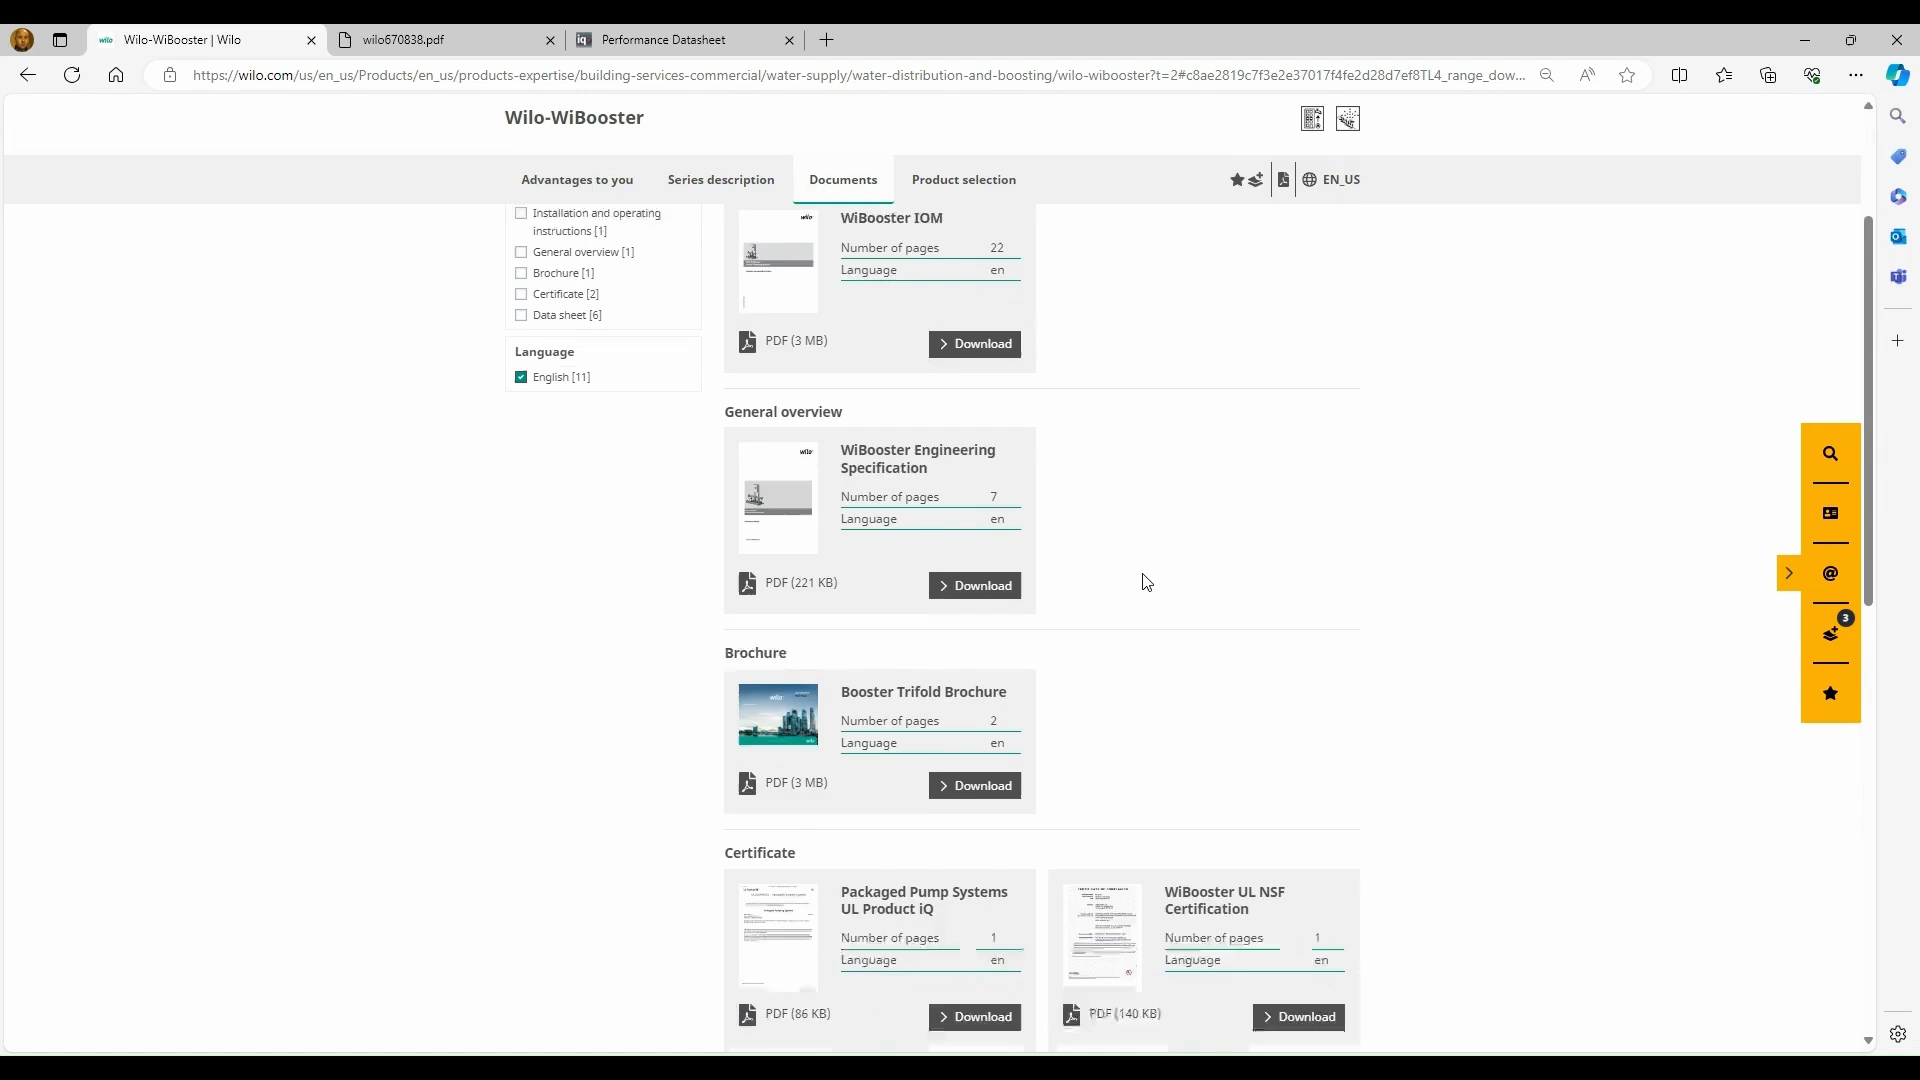 wilo
Wilo-WiBooster | Wilo
wilo670838.pdf
iq
Performance Datasheet
https://wilo.com/us/en_us/Products/en_us/products-expertise/building-services-commercial/water-supply/water-distribution-and-boosting/wilo-wibooster?t=2#c8ae2819c7f3e2e37017f4fe2d28d7ef8TL4_range_dow...
Wilo-WiBooster
Advantages to you
Series description
Documents
Product selection
EN_US
Installation and operating
instructions [1]
General overview [1]
Brochure [1]
Certificate [2]
Data sheet [6]
Language
English [11]
wilo
WiBooster IOM
Number of pages 22
Language en
PDF (3 MB)
Download
General overview
wilo
WiBooster Engineering
Specification
Number of pages 7
Language en
PDF (221 KB)
Download
Brochure
wilo
Booster Trifold Brochure
Number of pages 2
Language en
PDF (3 MB)
Download
Certificate
Packaged Pump Systems
UL Product iQ
Number of pages 1
Language en
PDF (86 KB)
Download
WiBooster UL NSF
Certification
Number of pages 1
Language en
PDF (140 KB)
Download
@
3